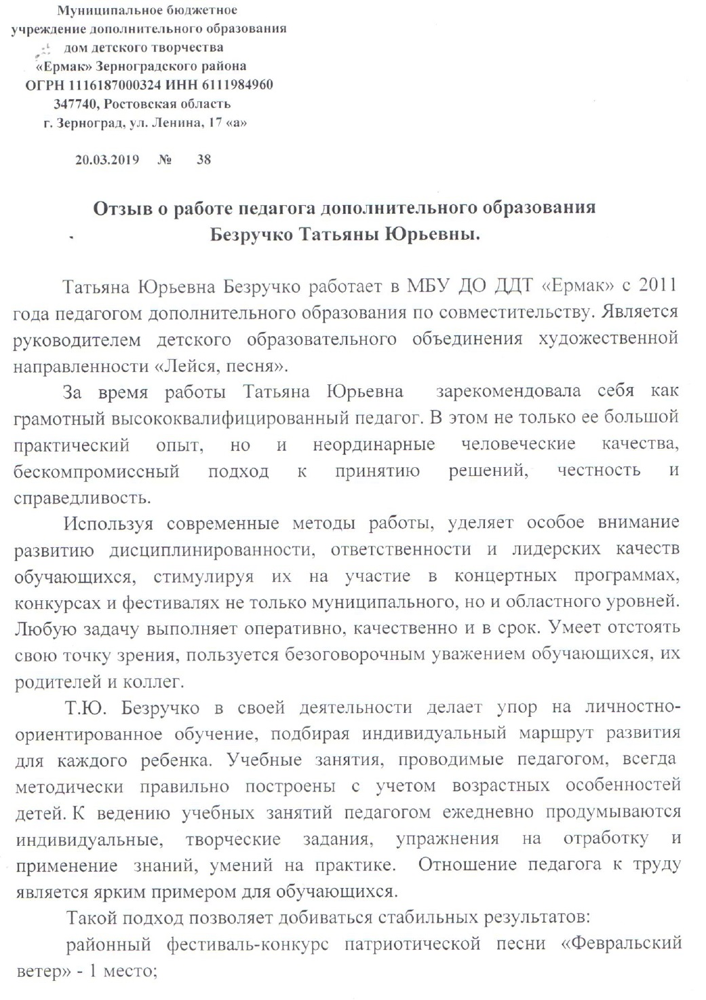 Муниципальное бюджетное
учреждение дополнительного образования
дом детского творчества
«Ермак» Зерноградского района
ОГРН 1116187000324 ИНН 6111984960
347740, Ростовская область
г. Зерноград, ул. Ленина, 17 «а»
20.03.2019 № 38
Отзыв о работе педагога дополнительного образования
Безручко Татьяны Юрьевны.
Татьяна Юрьевна Безручко работает в МБУ ДО ДДТ «Ермак» с 2011
года педагогом дополнительного образования по совместительству. Является
руководителем детского образовательного объединения художественной
направленности «Лейся, песня».
За время работы Татьяна Юрьевна зарекомендовала себя как
грамотный высококвалифицированный педагог. В этом не только ее большой
практический опыт, но и неординарные человеческие качества,
бескомпромиссный подход к принятию решений, честность и
справедливость.
Используя современные методы работы, уделяет особое внимание
развитию дисциплинированности, ответственности и лидерских качеств
обучающихся, стимулируя их на участие в концертных программах,
конкурсах и фестивалях не только муниципального, но и областного уровней.
Любую задачу выполняет оперативно, качественно и в срок. Умеет отстоять
свою точку зрения, пользуется безоговорочным уважением обучающихся, их
родителей и коллег.
Т.Ю. Безручко в своей деятельности делает упор на личностно-
ориентированное обучение, подбирая индивидуальный маршрут развития
для каждого ребенка. Учебные занятия, проводимые педагогом, всегда
методически правильно построены с учетом возрастных особенностей
детей. К ведению учебных занятий педагогом ежедневно продумываются
индивидуальные, творческие задания, упражнения на отработку и
применение знаний, умений на практике. Отношение педагога к труду
является ярким примером для обучающихся.
Такой подход позволяет добиваться стабильных результатов:
районный фестиваль-конкурс патриотической песни «Февральский
ветер» - 1 место;